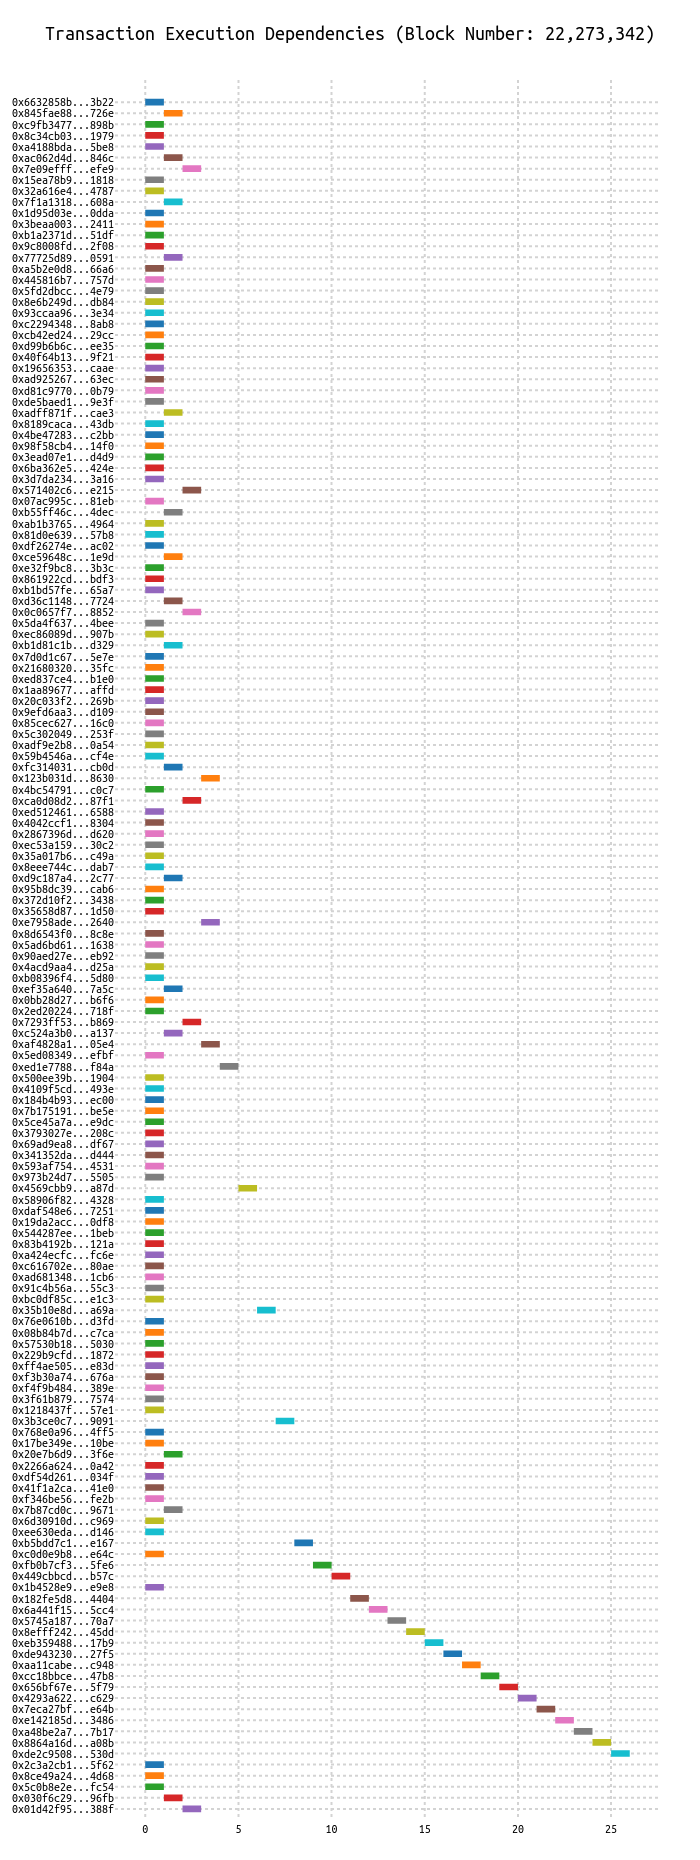 Transaction Execution Dependencies (Block Number: 22,273,342)
0x6632858b...3b22
0x845fae88...726e
0xc9fb3477...898b
0x8c34cb03...1979
0xa4188bda...5be8
0xac062d4d...846c
0x7e09efff...efe9
0x15ea78b9...1818
0x32a616e4...4787
0x7f1a1318...608a
0x1d95d03e...0dda
0x3beaa003...2411
0xb1a2371d...51df
0x9c8008fd...2f08
0x77725d89...0591
0xa5b2e0d8...66a6
0x445816b7...757d
0x5fd2dbcc...4e79
0x8e6b249d...db84
0x93ccaa96...3e34
0xc2294348...8ab8
0xcb42ed24...29cc
0xd99b6b6c...ee35
0x40f64b13...9f21
0x19656353...caae
0xad925267...63ec
0xd81c9770...0b79
0xde5baed1...9e3f
0xadff871f...cae3
0x8189caca...43db
0x4be47283...c2bb
0x98f58cb4...14f0
0x3ead07e1...d4d9
0x6ba362e5...424e
0x3d7da234...3a16
0x571402c6...e215
0x07ac995c...81eb
0xb55ff46c...4dec
0xab1b3765...4964
0x81d0e639...57b8
0xdf26274e...ac02
0xce59648c...1e9d
0xe32f9bc8...3b3c
0x861922cd...bdf3
0xb1bd57fe...65a7
0xd36c1148...7724
0x0c0657f7...8852
0x5da4f637...4bee
0xec86089d...907b
0xb1d81c1b...d329
0x7d0d1c67...5e7e
0x21680320...35fc
0xed837ce4...b1e0
0x1aa89677...affd
0x20c033f2...269b
0x9efd6aa3...d109
0x85cec627...16c0
0x5c302049...253f
0xadf9e2b8...0a54
0x59b4546a...cf4e
0xfc314031...cb0d
0x123b031d...8630
0x4bc54791...c0c7
0xca0d08d2...87f1
0xed512461...6588
0x4042ccf1...8304
0x2867396d...d620
0xec53a159...30c2
0x35a017b6...c49a
0x8eee744c...dab7
0xd9c187a4...2c77
0x95b8dc39...cab6
0x372d10f2...3438
0x35658d87...1d50
0xe7958ade...2640
0x8d6543f0...8c8e
0x5ad6bd61...1638
0x90aed27e...eb92
0x4acd9aa4...d25a
0xb08396f4...5d80
0xef35a640...7a5c
0x0bb28d27...b6f6
0x2ed20224...718f
0x7293ff53...b869
0xc524a3b0...a137
0xaf4828a1...05e4
0x5ed08349...efbf
0xed1e7788...f84a
0x500ee39b...1904
0x4109f5cd...493e
0x184b4b93...ec00
0x7b175191...be5e
0x5ce45a7a...e9dc
0x3793027e...208c
0x69ad9ea8...df67
0x341352da...d444
0x593af754...4531
0x973b24d7...5505
0x4569cbb9...a87d
0x58906f82...4328
0xdaf548e6...7251
0x19da2acc...0df8
0x544287ee...1beb
0x83b4192b...121a
0xa424ecfc...fc6e
0xc616702e...80ae
0xad681348...1cb6
0x91c4b56a...55c3
0xbc0df85c...e1c3
0x35b10e8d...a69a
0x76e0610b...d3fd
0x08b84b7d...c7ca
0x57530b18...5030
0x229b9cfd...1872
0xff4ae505...e83d
0xf3b30a74...676a
0xf4f9b484...389e
0x3f61b879...7574
0x1218437f...57e1
0x3b3ce0c7...9091
0x768e0a96...4ff5
0x17be349e...10be
0x20e7b6d9...3f6e
0x2266a624...0a42
0xdf54d261...034f
0x41f1a2ca...41e0
0xf346be56...fe2b
0x7b87cd0c...9671
0x6d30910d...c969
0xee630eda...d146
0xb5bdd7c1...e167
0xc0d0e9b8...e64c
0xfb0b7cf3...5fe6
0x449cbbcd...b57c
0x1b4528e9...e9e8
0x182fe5d8...4404
0x6a441f15...5cc4
0x5745a187...70a7
0x8efff242...45dd
0xeb359488...17b9
0xde943230...27f5
0xaa11cabe...c948
0xcc18bbce...47b8
0x656bf67e...5f79
0x4293a622...c629
0x7eca27bf...e64b
0xe142185d...3486
0xa48be2a7...7b17
0x8864a16d...a08b
0xde2c9508...530d
0x2c3a2cb1...5f62
0x8ce49a24...4d68
0x5c0b8e2e...fc54
0x030f6c29...96fb
0x01d42f95...388f
0 5 10 15 20 25